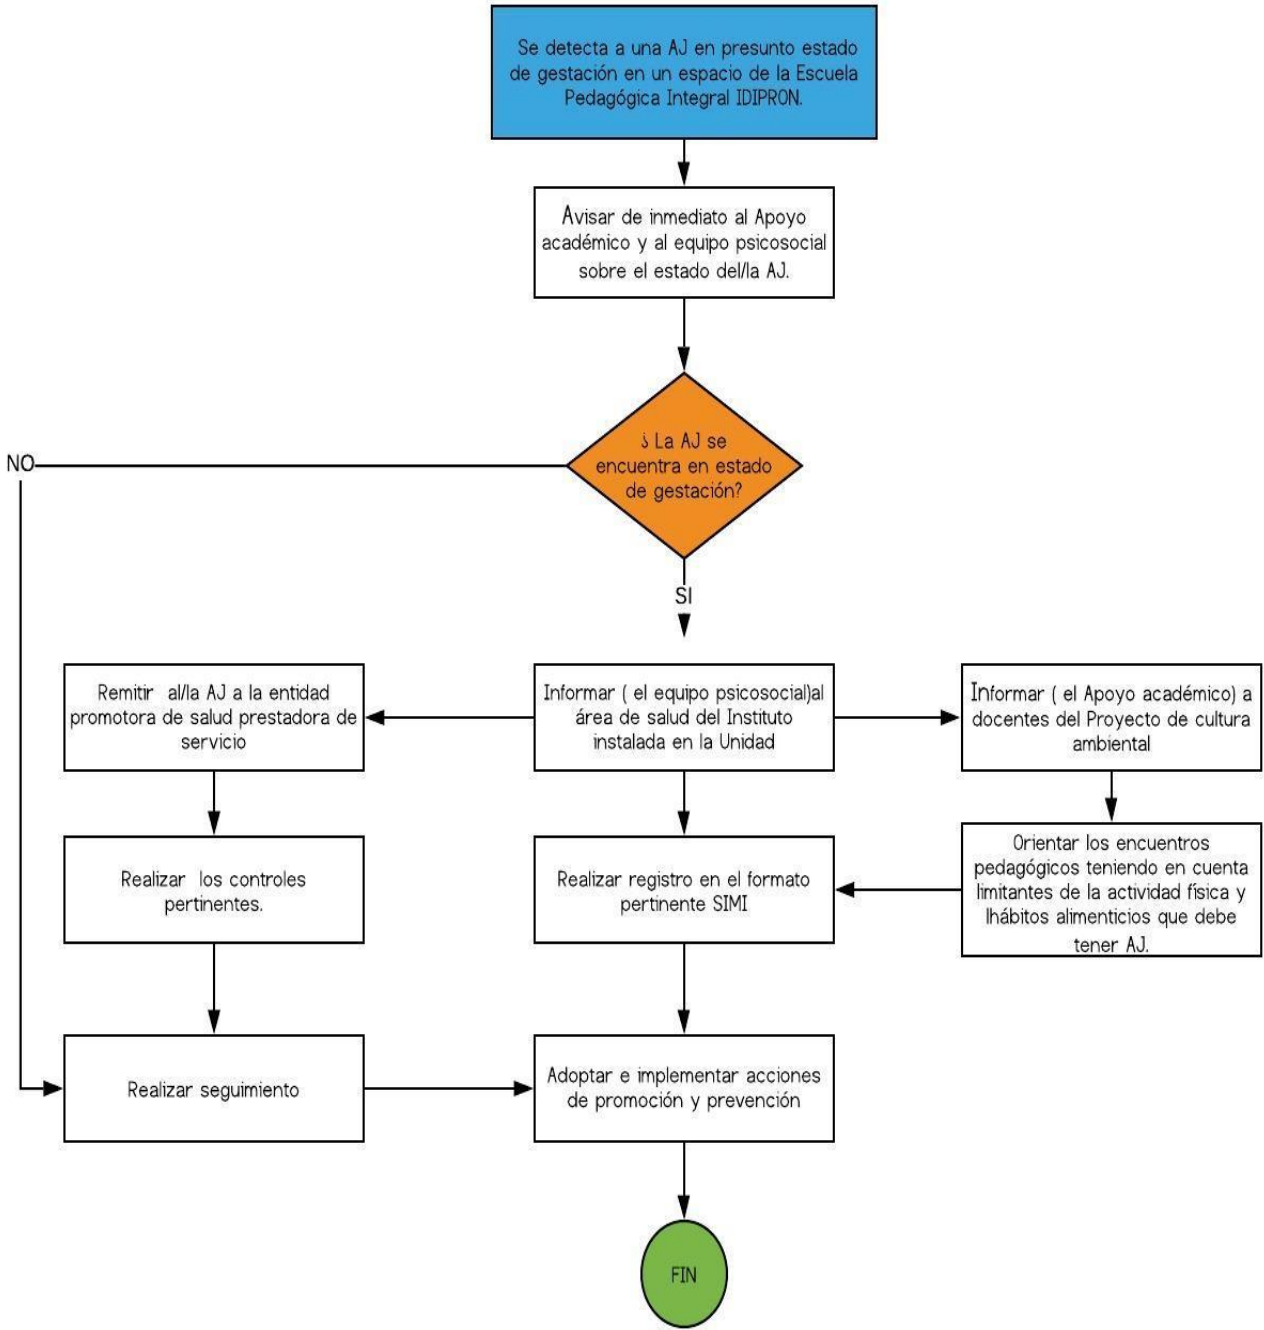 Se detecta a una AJ en presunto estado
de gestación en un espacio de la Escuela
Pedagógica Integral IDIPRON.
Avisar de inmediato al Apoyo
académico y al equipo psicosocial
sobre el estado del/la AJ.
¿ La AJ se
encuentra en estado
de gestación?
NO
SI
Remitir al/la AJ a la entidad
promotora de salud prestadora de
servicio
Informar ( el equipo psicosocial)al
área de salud del Instituto
instalada en la Unidad
Informar ( el Apoyo académico) a
docentes del Proyecto de cultura
ambiental
Realizar los controles
pertinentes.
Realizar registro en el formato
pertinente SIMI
Orientar los encuentros
pedagógicos teniendo en cuenta
limitantes de la actividad física y
lhábitos alimenticios que debe
tener AJ.
Realizar seguimiento
Adoptar e implementar acciones
de promoción y prevención
FIN